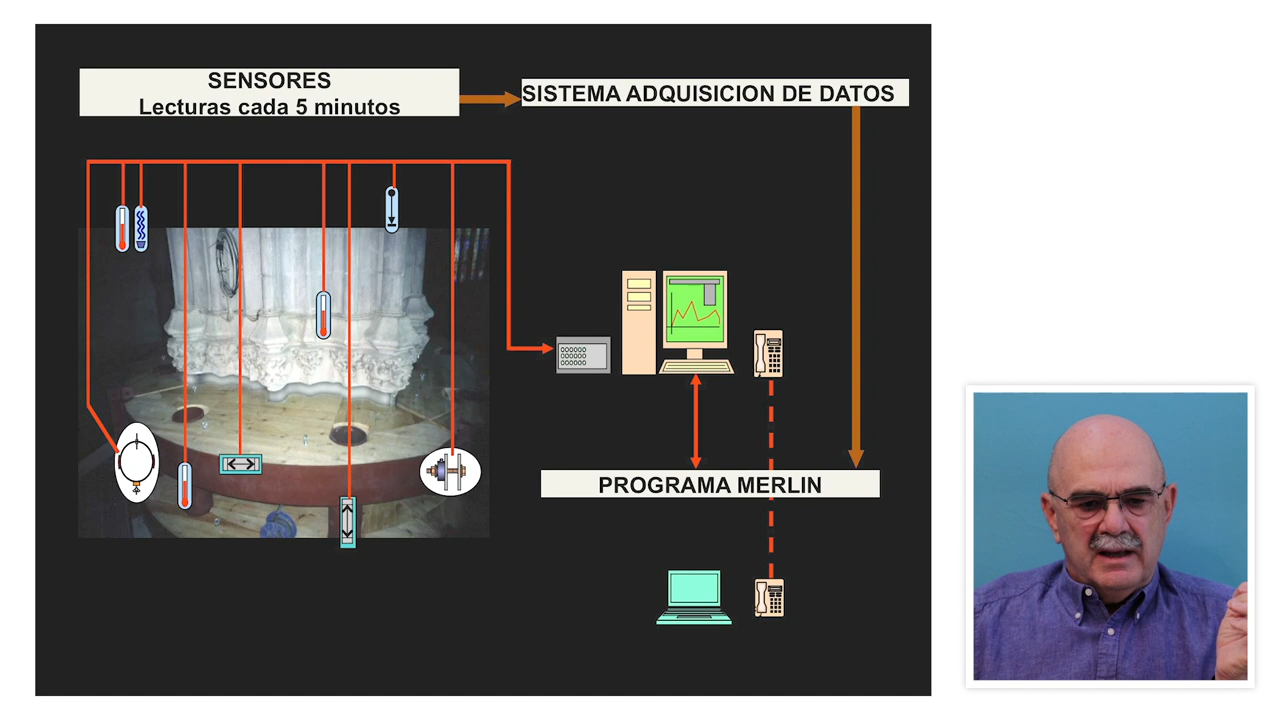 SENSORES
Lecturas cada 5 minutos
SISTEMA ADQUISICION DE DATOS
PROGRAMA MERLIN